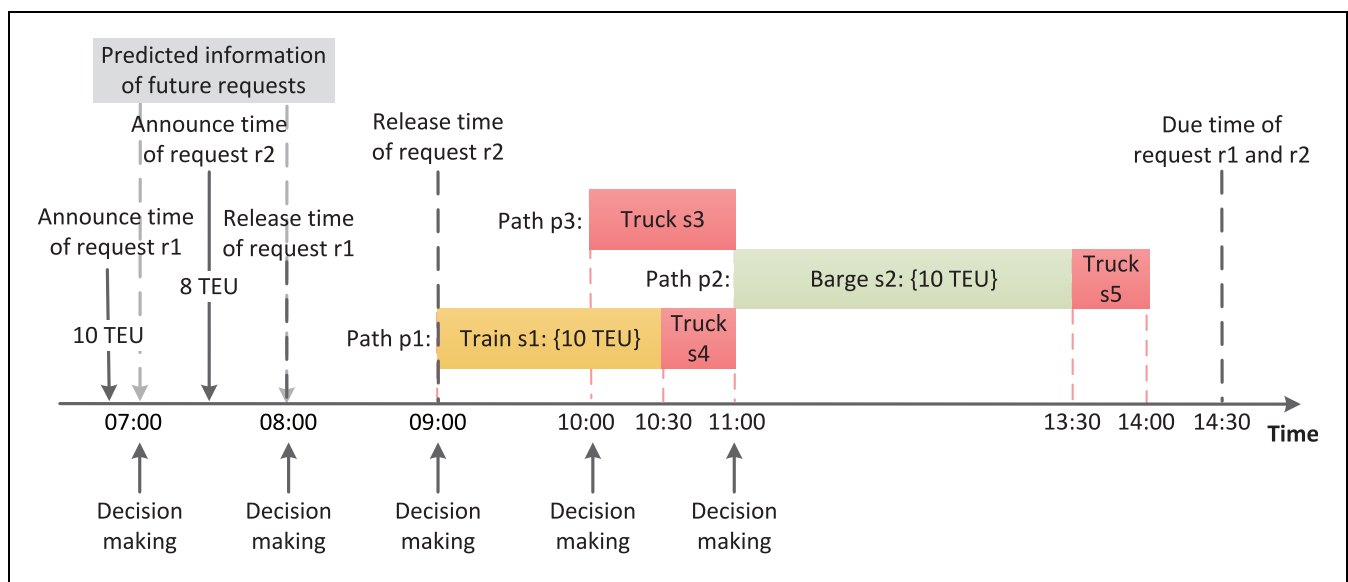 Predicted information
of future requests
Announce time
of request r2
Release time
of request r2
Due time of
request r1 and r2
Announce time
of request r1
Release time
of request r1
8 TEU
10 TEU
Path p3:
Truck s3
Path p2:
Barge s2: {10 TEU}
Truck
s5
Path p1:
Train s1: {10 TEU}
Truck
s4
07:00
08:00
09:00
10:00
10:30
11:00
13:30
14:00
14:30
Time
Decision
making
Decision
making
Decision
making
Decision
making
Decision
making